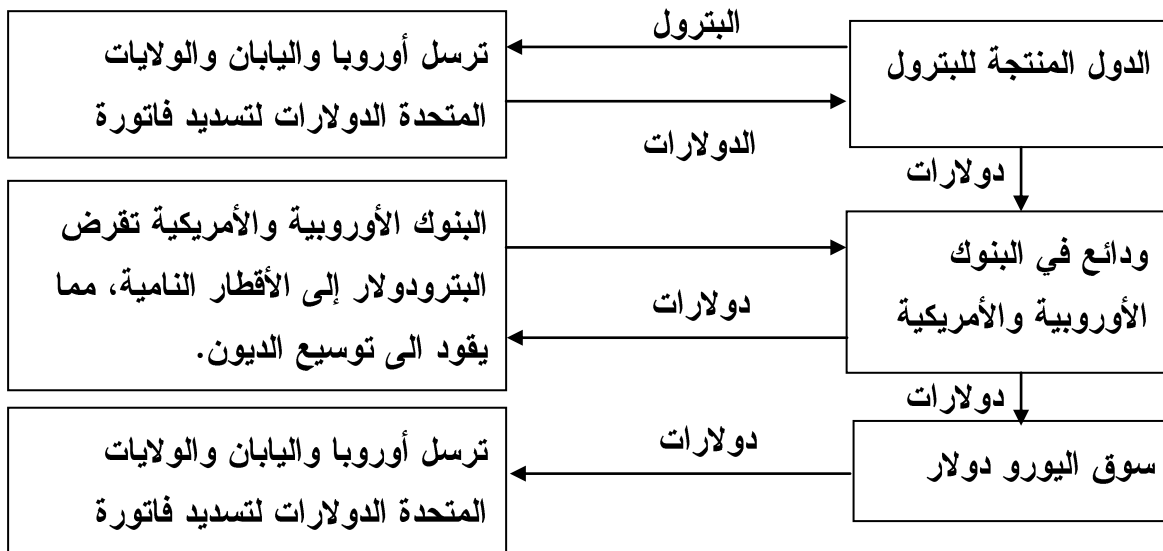 البترول
الدول المنتجة للبترول
ترسل أوروبا واليابان والولايات
المتحدة الدولارات لتسديد فاتورة
الدولارات
دولارات
ودائع في البنوك
الأوروبية والأمريكية
البنوك الأوروبية والأمريكية تقرض
البترودولار إلى الأقطار النامية، مما
يقود الى توسيع الديون.
دولارات
دولارات
سوق اليورو دولار
دولارات
ترسل أوروبا واليابان والولايات
المتحدة الدولارات لتسديد فاتورة